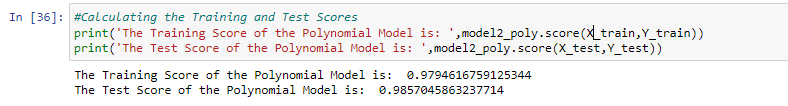 In [36]: #Calculating the Training and Test Scores
print('The Training Score of the Polynomial Model is: ',model2_poly.score(X_train,Y_train))
print('The Test Score of the Polynomial Model is: ',model2_poly.score(X_test,Y_test))
The Training Score of the Polynomial Model is:  0.9794616759125344
The Test Score of the Polynomial Model is:  0.9857045863237714